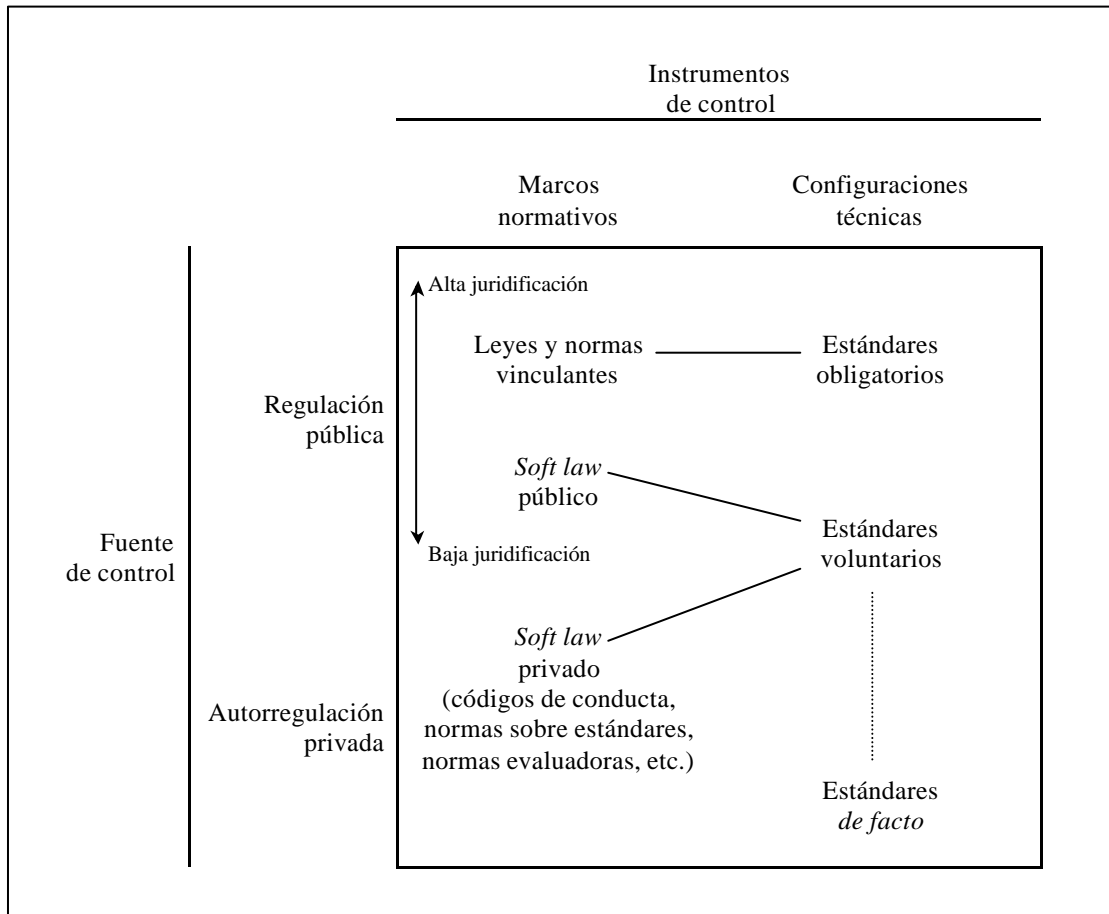 Instrumentos
de control
Marcos
normativos
Configuraciones
técnicas
Alta juridificación
Leyes y normas
vinculantes
Estándares
obligatorios
Regulación
pública
Soft law
público
Estándares
voluntarios
Baja juridificación
Fuente
de control
Soft law
privado
(códigos de conducta,
normas sobre estándares,
normas evaluadoras, etc.)
Autorregulación
privada
Estándares
de facto